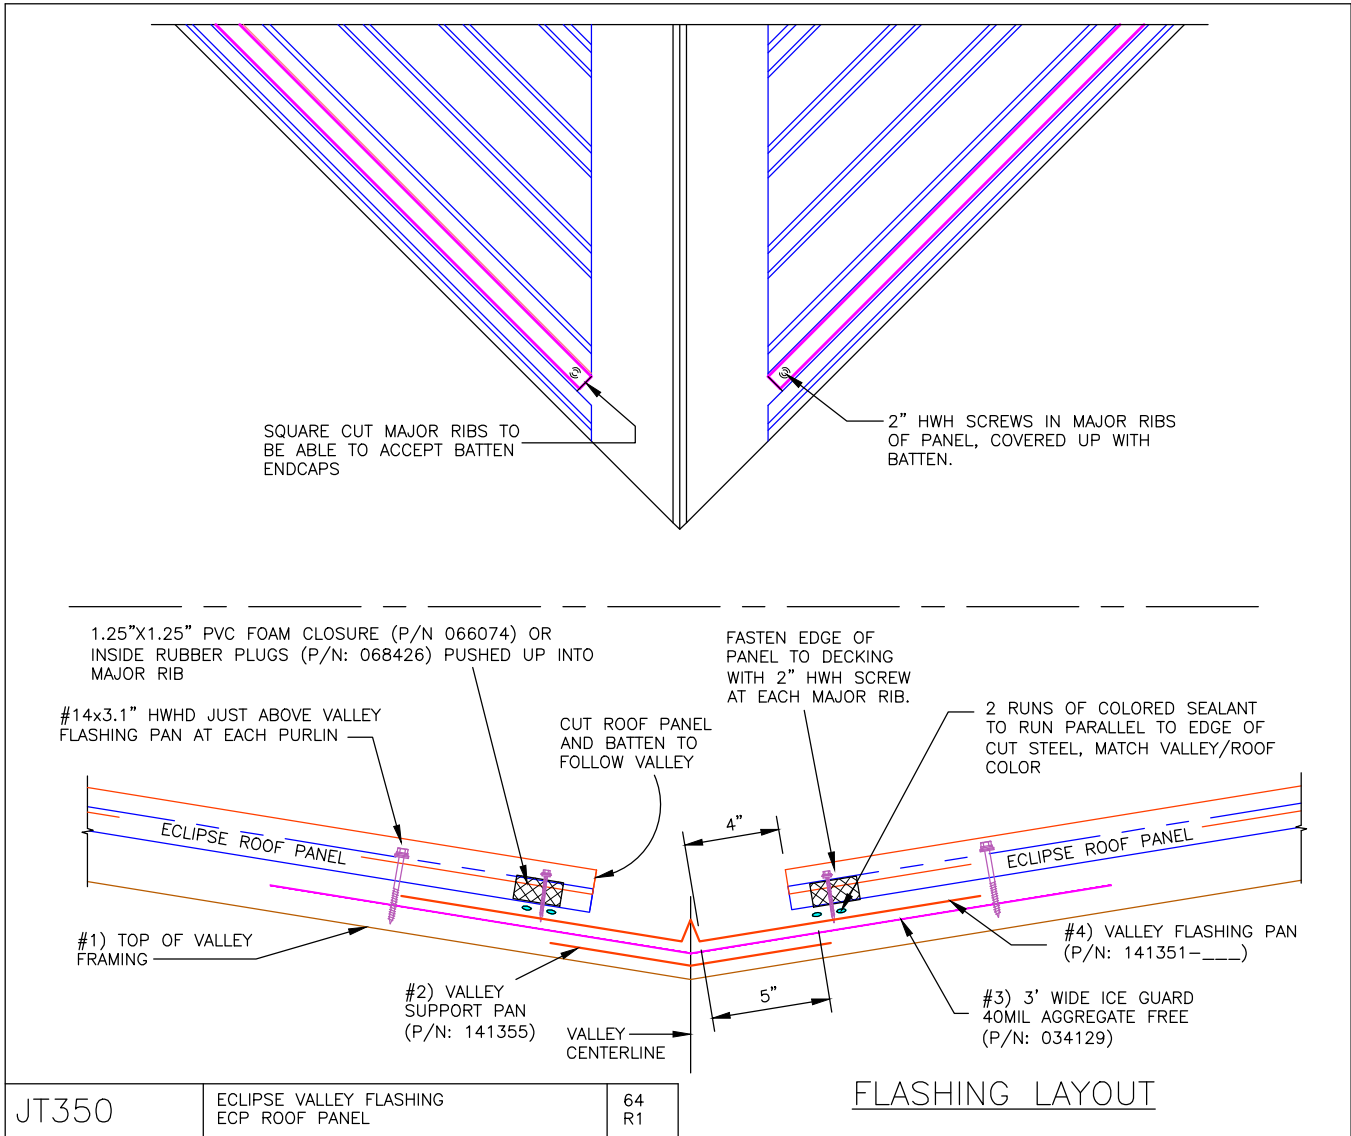 SQUARE CUT MAJOR RIBS TO
BE ABLE TO ACCEPT BATTEN
ENDCAPS
2" HWH SCREWS IN MAJOR RIBS
OF PANEL, COVERED UP WITH
BATTEN.
1.25"X1.25" PVC FOAM CLOSURE (P/N 066074) OR
INSIDE RUBBER PLUGS (P/N: 068426) PUSHED UP INTO
MAJOR RIB
#14x3.1" HWHD JUST ABOVE VALLEY
FLASHING PAN AT EACH PURLIN
CUT ROOF PANEL
AND BATTEN TO
FOLLOW VALLEY
FASTEN EDGE OF
PANEL TO DECKING
WITH 2" HWH SCREW
AT EACH MAJOR RIB.
2 RUNS OF COLORED SEALANT
TO RUN PARALLEL TO EDGE OF
CUT STEEL, MATCH VALLEY/ROOF
COLOR
4"
ECLIPSE ROOF PANEL
ECLIPSE ROOF PANEL
#1) TOP OF VALLEY
FRAMING
#2) VALLEY
SUPPORT PAN
(P/N: 141355)
VALLEY
CENTERLINE
5"
#4) VALLEY FLASHING PAN
(P/N: 141351-___)
#3) 3' WIDE ICE GUARD
40MIL AGGREGATE FREE
(P/N: 034129)
FLASHING LAYOUT
JT350
ECLIPSE VALLEY FLASHING
ECP ROOF PANEL
64
R1